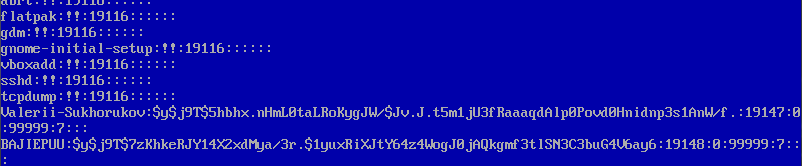 abrt:!!:19116::::::
flatpak:!!:19116::::::
gdm:!!:19116::::::
gnome-initial-setup:!!:19116::::::
vboxadd:!!:19116::::::
sshd:!!:19116::::::
tcpdump:!!:19116::::::
Valerii-Sukhorukov:$y$j9T$5hbhx.nHmL0taLRoKygJW/$Jv.J.t5m1jU3fRaaaqdAlp0Povd0Hnidnp3s1AnW/f.:19147:0
:99999:7:::
BAJIEPUU:$y$j9T$7zKhkeRJY14X2xdMya/3r.$1yuxRiXJtY64z4WogJ0jAQkgmf3tlSN3C3buG4V6ay6:19148:0:99999:7::
: